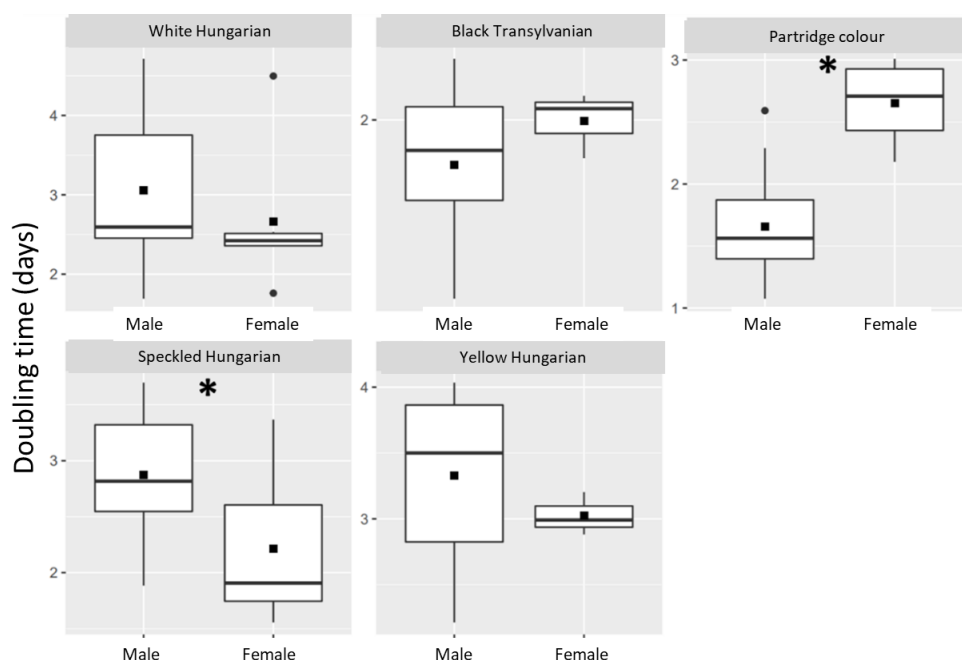 Doubling time (days)
White Hungarian
4
3
2
Male Female
Black Transylvanian
2
Male Female
Partridge colour
*
3
2
1
Male Female
Speckled Hungarian
*
3
2
Male Female
Yellow Hungarian
4
3
Male Female